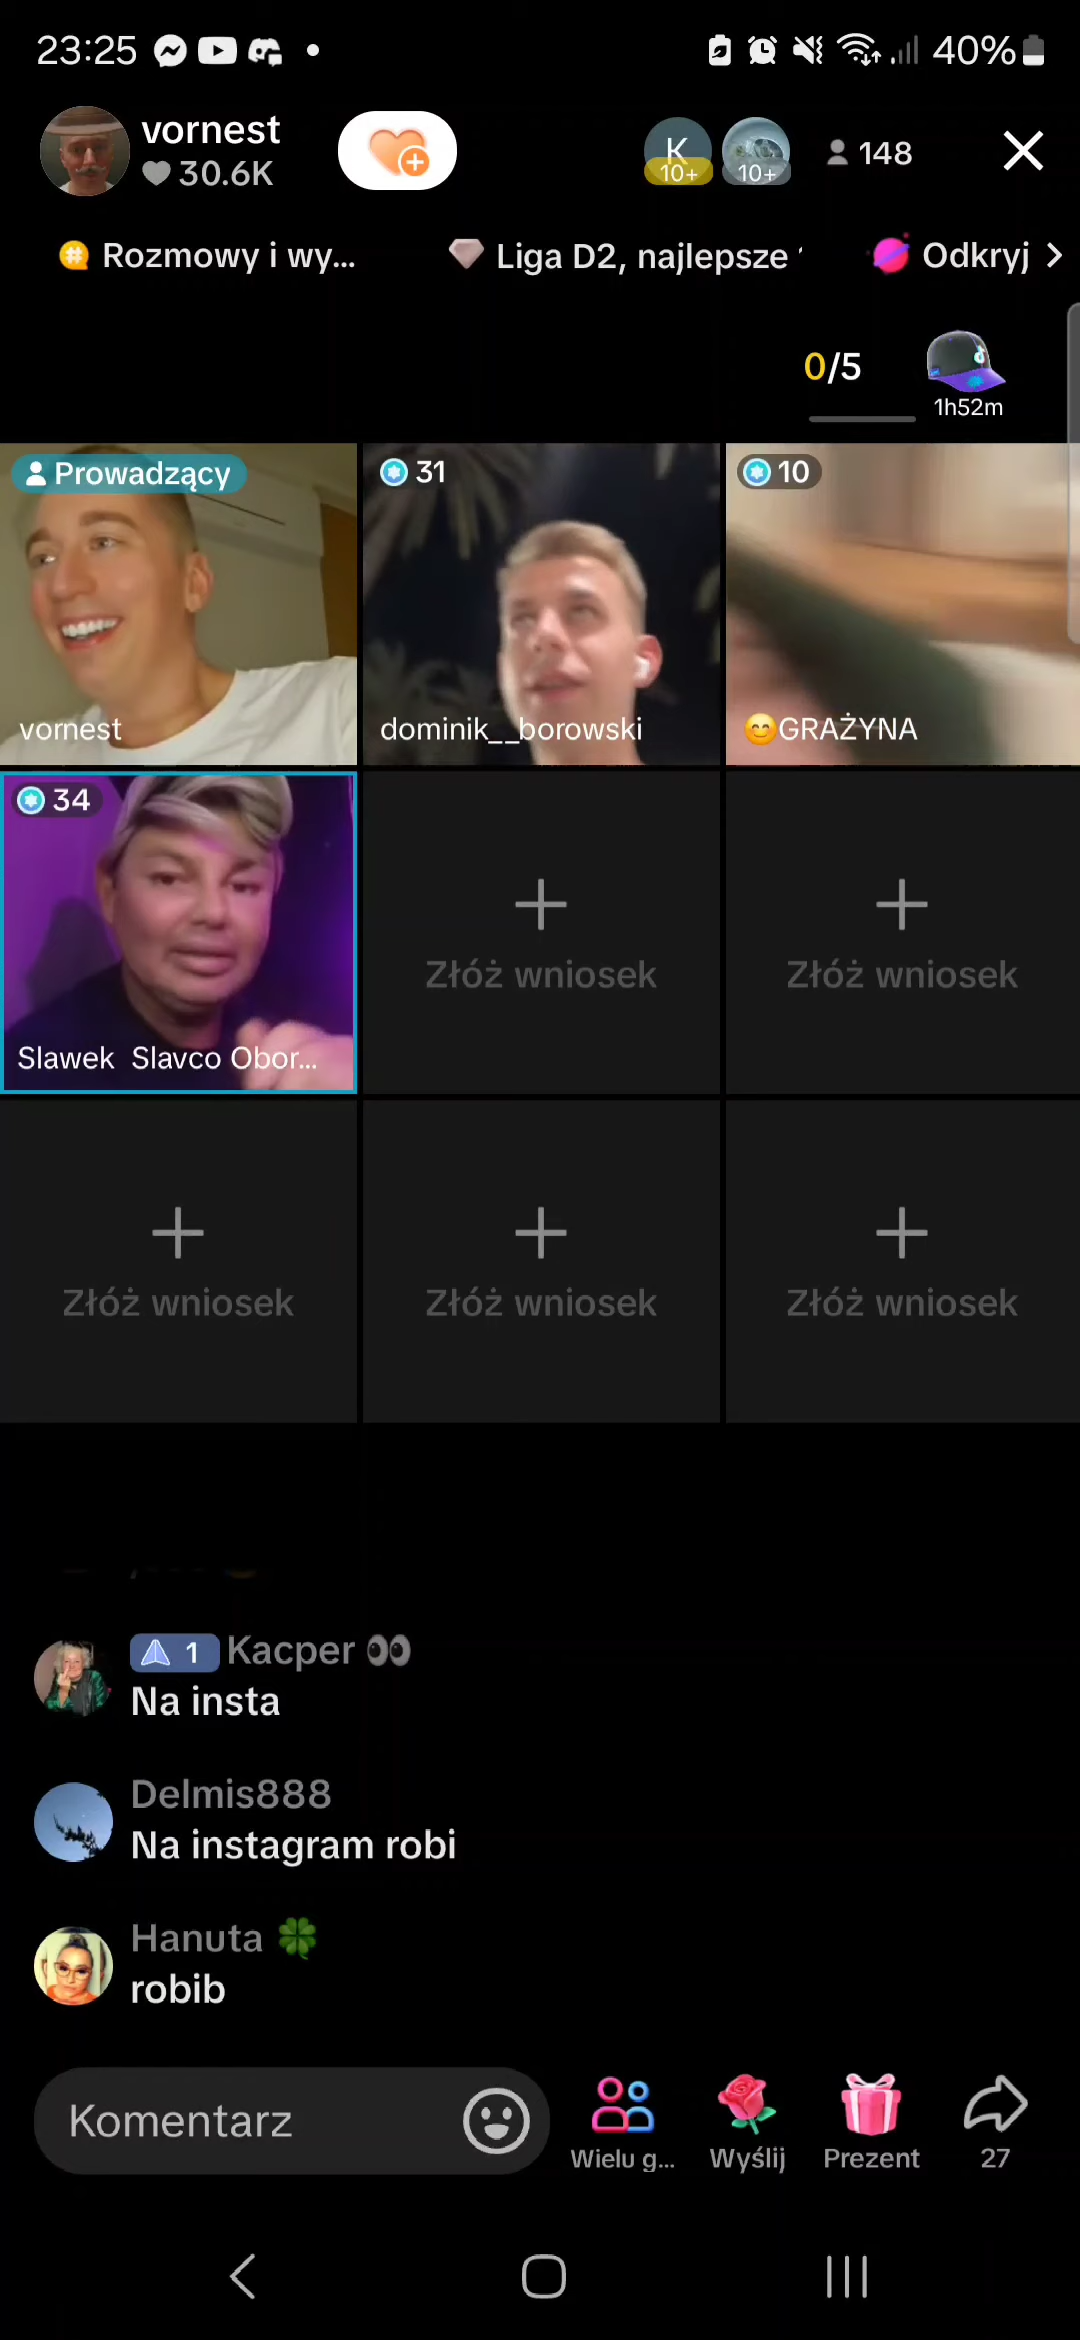 23:25
40%
vornest
30.6K
K
10+
10+
148
Rozmowy i wy...
Liga D2, najlepsze
Odkryj
0/5
1h52m
Prowadzący
31
10
vornest
dominik__borowski
😊GRAŻYNA
34
Slawek Slavco Obor...
Złóż wniosek
Złóż wniosek
Złóż wniosek
Złóż wniosek
Złóż wniosek
1 Kacper 👀
Na insta
Delmis888
Na instagram robi
Hanuta 🍀
robib
Komentarz
Wielu g...
Wyślij
Prezent
27